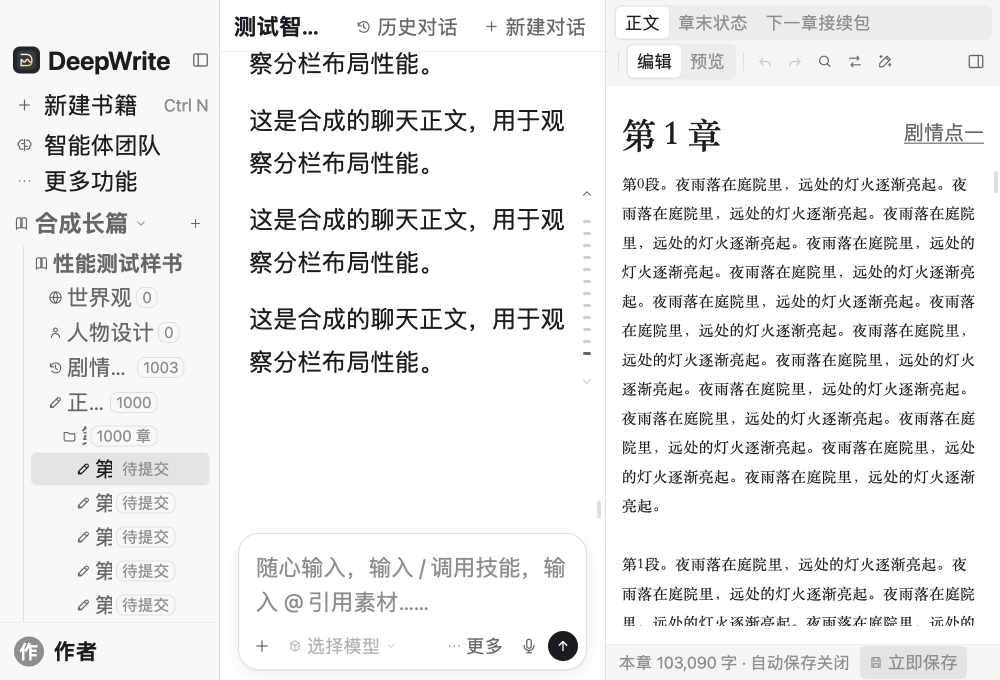 DeepWrite
新建书籍 Ctrl N
智能体团队
更多功能
合成长篇
性能测试样书
世界观 0
人物设计 0
剧情... 1003
正... 1000
1000 章
第 待提交
第 待提交
第 待提交
第 待提交
第 待提交
作 作者
测试智... 历史对话 新建对话
察分栏布局性能。
这是合成的聊天正文，用于观
察分栏布局性能。
这是合成的聊天正文，用于观
察分栏布局性能。
这是合成的聊天正文，用于观
察分栏布局性能。
随心输入，输入 / 调用技能，输
入 @ 引用素材......
选择模型 ··· 更多
正文 章末状态 下一章接续包
编辑 预览
第 1 章 剧情点一
第0段。夜雨落在庭院里，远处的灯火逐渐亮起。夜
雨落在庭院里，远处的灯火逐渐亮起。夜雨落在庭院
里，远处的灯火逐渐亮起。夜雨落在庭院里，远处的
灯火逐渐亮起。夜雨落在庭院里，远处的灯火逐渐亮
起。夜雨落在庭院里，远处的灯火逐渐亮起。夜雨落
在庭院里，远处的灯火逐渐亮起。夜雨落在庭院里，
远处的灯火逐渐亮起。夜雨落在庭院里，远处的灯火
逐渐亮起。夜雨落在庭院里，远处的灯火逐渐亮起。
夜雨落在庭院里，远处的灯火逐渐亮起。夜雨落在庭
院里，远处的灯火逐渐亮起。夜雨落在庭院里，远处
的灯火逐渐亮起。夜雨落在庭院里，远处的灯火逐渐
亮起。
第1段。夜雨落在庭院里，远处的灯火逐渐亮起。夜
雨落在庭院里，远处的灯火逐渐亮起。夜雨落在庭院
里，远处的灯火逐渐亮起。夜雨落在庭院里，远处的
本章 103,090 字 · 自动保存关闭 立即保存